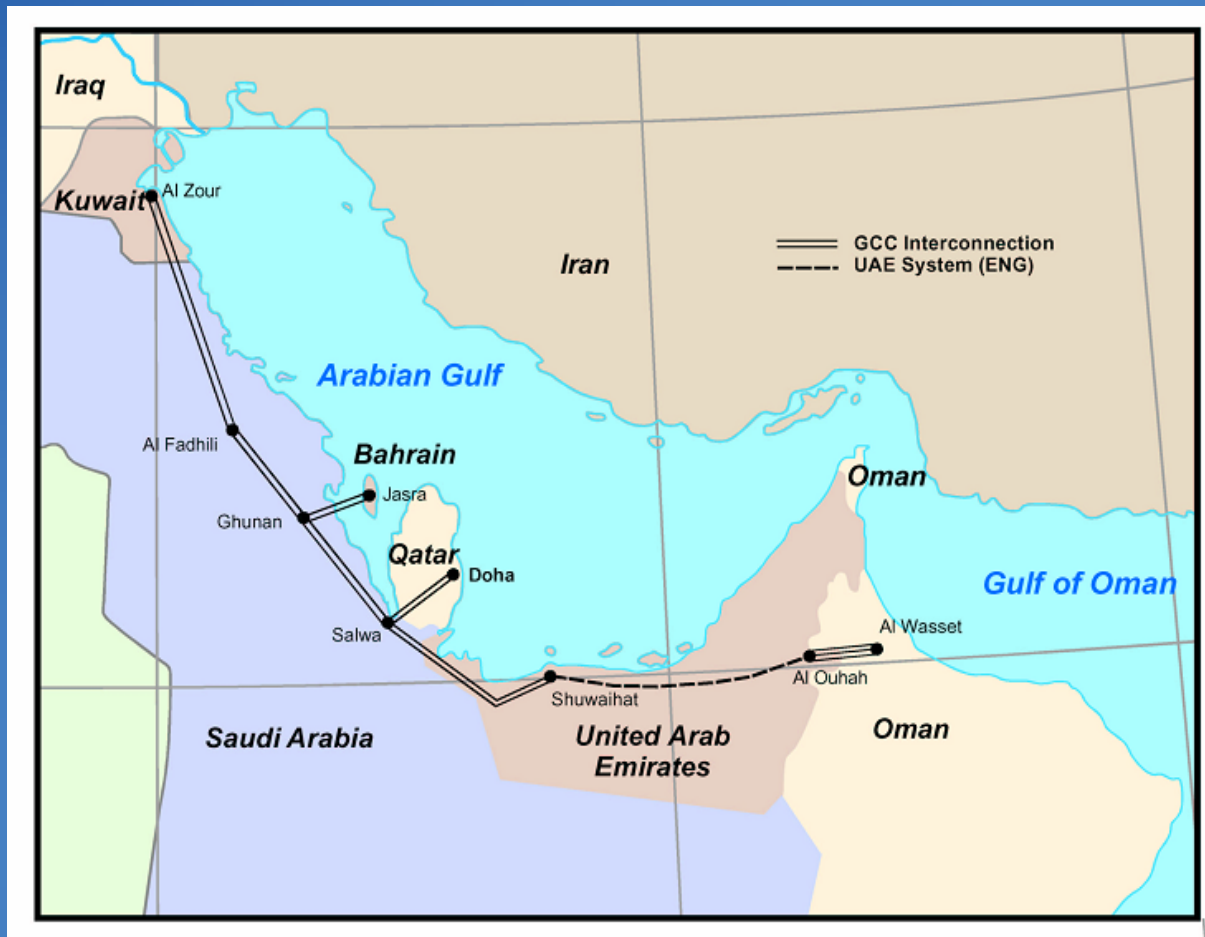 Iraq
Kuwait
Al Zour
Iran
GCC Interconnection
UAE System (ENG)
Arabian Gulf
Al Fadhili
Bahrain
Jasra
Ghunan
Oman
Qatar
Doha
Gulf of Oman
Salwa
Al Wasset
Al Ouhah
Shuwaihat
Saudi Arabia
United Arab
Emirates
Oman